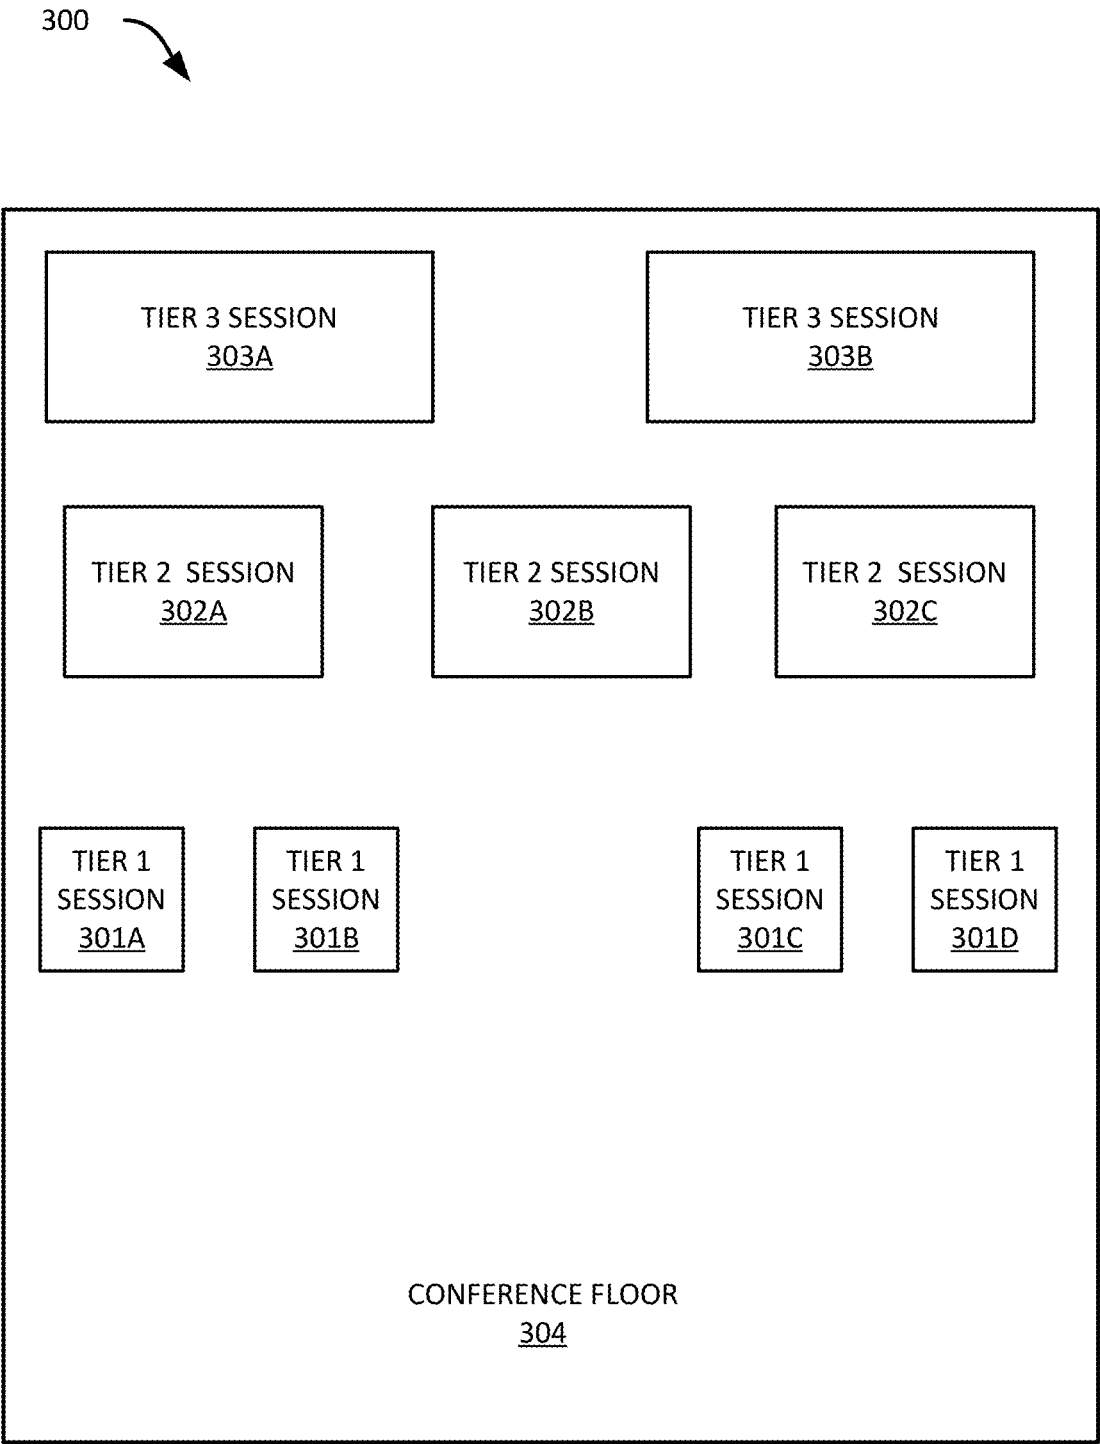 300
TIER 3 SESSION
303A
TIER 3 SESSION
303B
TIER 2 SESSION
302A
TIER 2 SESSION
302B
TIER 2 SESSION
302C
TIER 1
SESSION
301A
TIER 1
SESSION
301B
TIER 1
SESSION
301C
TIER 1
SESSION
301D
CONFERENCE FLOOR
304